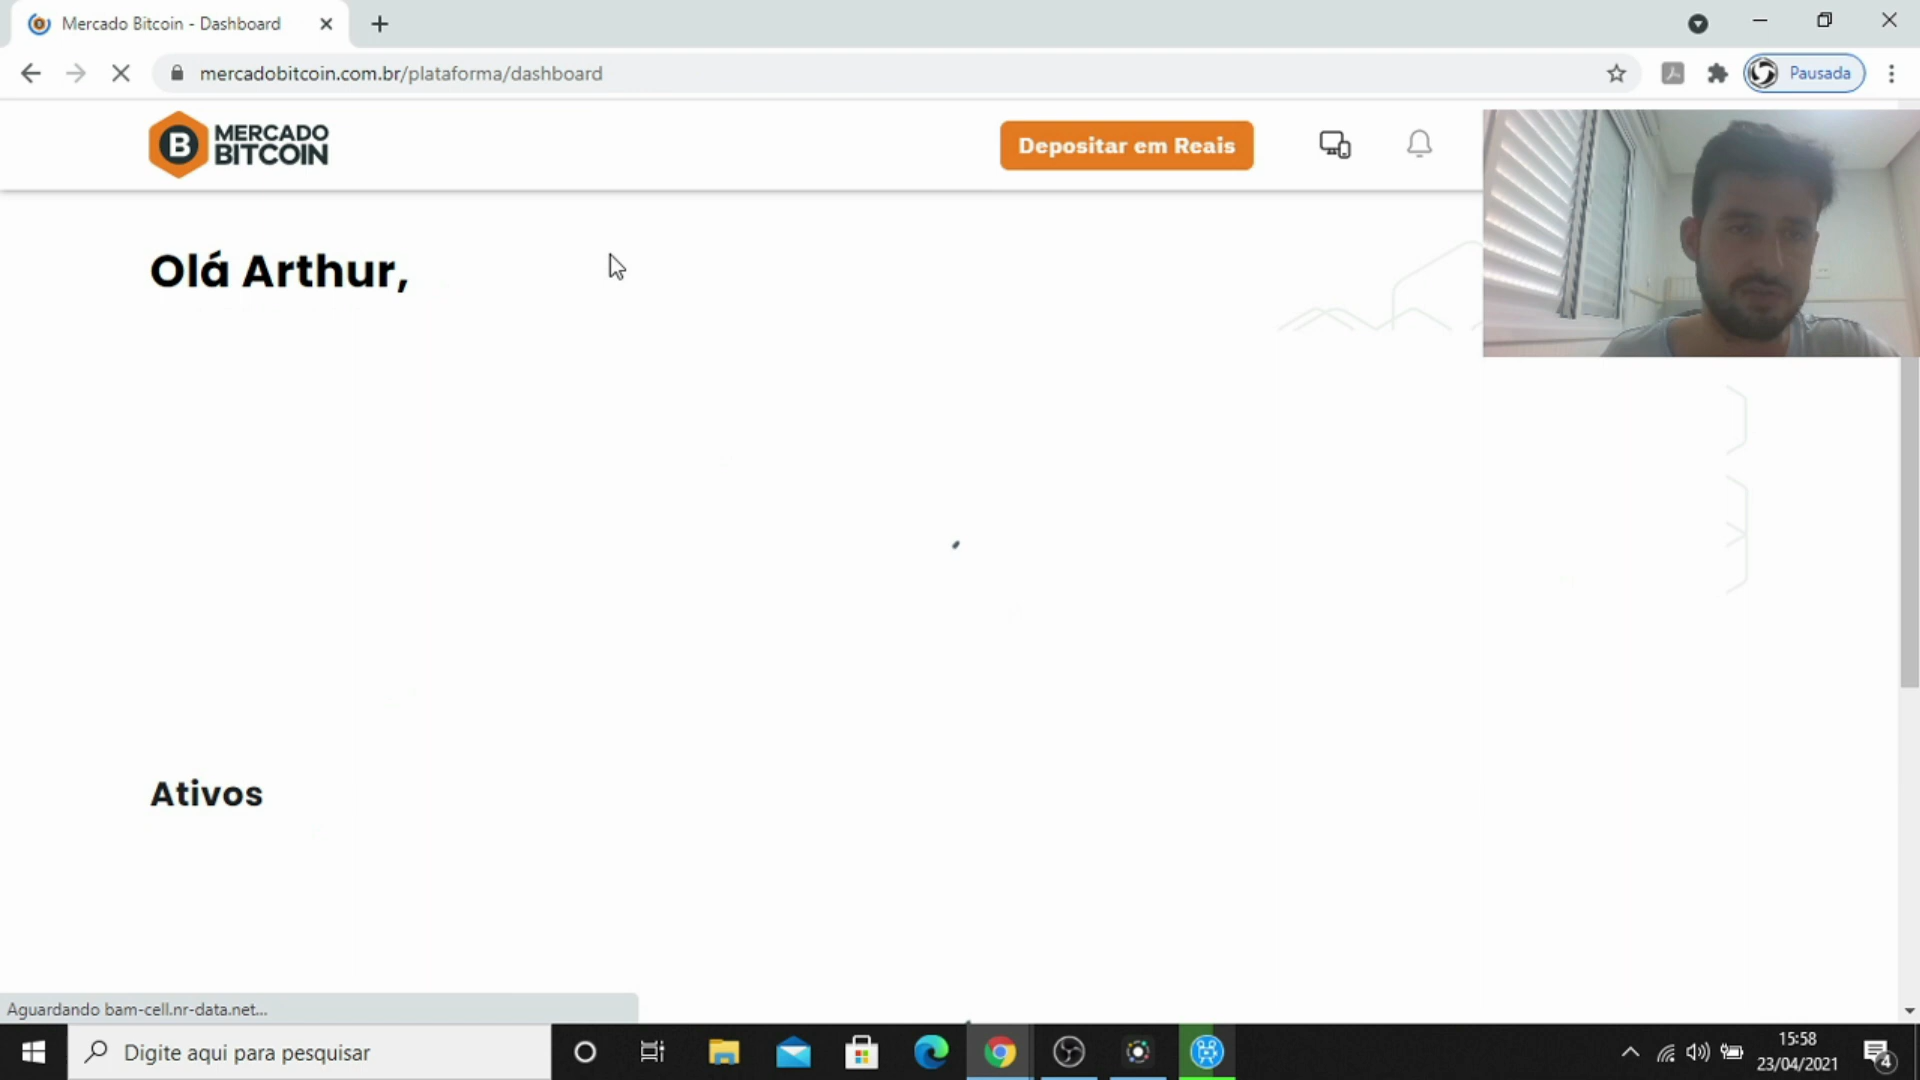 Mercado Bitcoin - Dashboard
mercadobitcoin.com.br/plataforma/dashboard
Pausada
B
MERCADO
BITCOIN
Depositar em Reais
Olá Arthur,
Ativos
Aguardando bam-cell.nr-data.net...
Digite aqui para pesquisar
15:58
23/04/2021
4